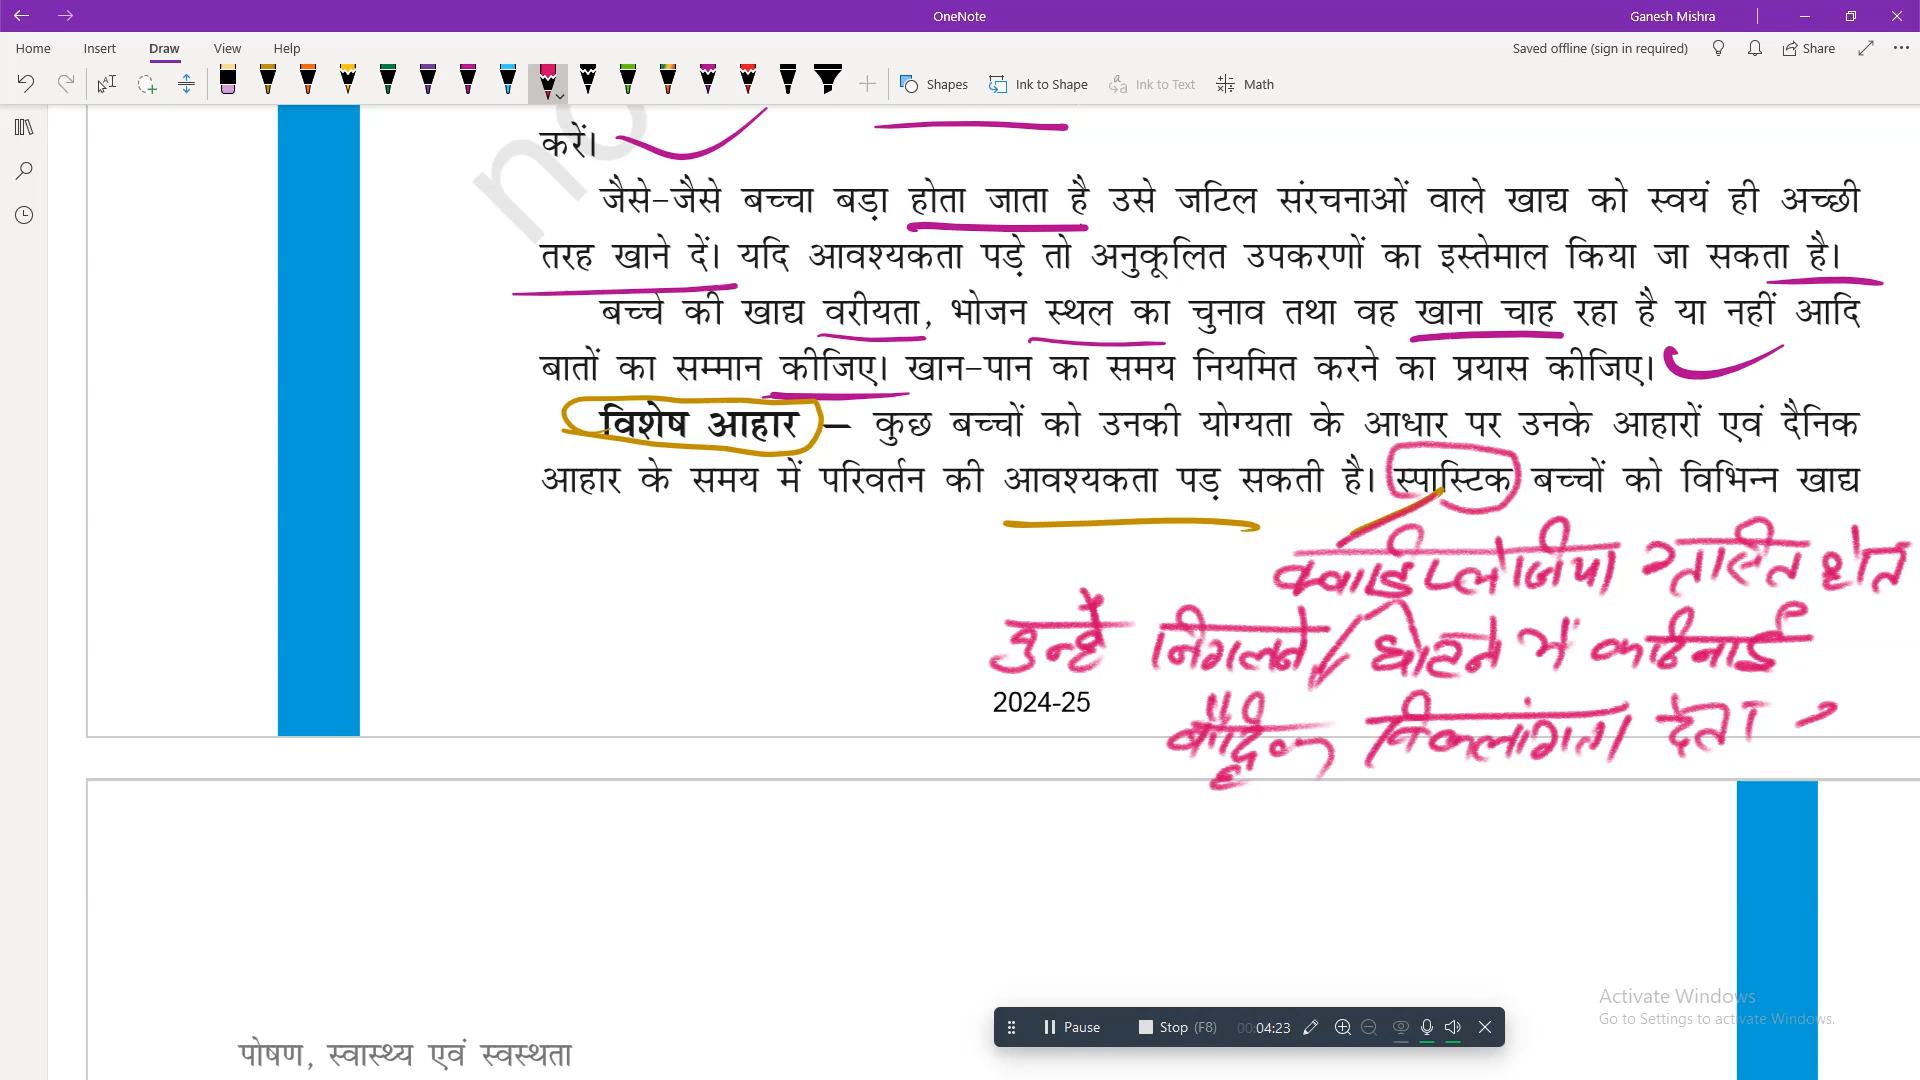 OneNote
Ganesh Mishra
Home Insert Draw View Help
Saved offline (sign in required) Share
Shapes Ink to Shape Ink to Text Math
no
करें।
जैसे-जैसे बच्चा बड़ा होता जाता है उसे जटिल संरचनाओं वाले खाद्य को स्वयं ही अच्छी
तरह खाने दें। यदि आवश्यकता पड़े तो अनुकूलित उपकरणों का इस्तेमाल किया जा सकता है।
बच्चे की खाद्य वरीयता, भोजन स्थल का चुनाव तथा वह खाना चाह रहा है या नहीं आदि
बातों का सम्मान कीजिए। खान-पान का समय नियमित करने का प्रयास कीजिए।
विशेष आहार – कुछ बच्चों को उनकी योग्यता के आधार पर उनके आहारों एवं दैनिक
आहार के समय में परिवर्तन की आवश्यकता पड़ सकती है। स्पास्टिक बच्चों को विभिन्न खाद्य
उन्हें निगलने/घोटने में कठिनाई
2024-25
बौद्धिक विकलांगता देता
पोषण, स्वास्थ्य एवं स्वस्थता
Pause Stop (F8) 00:04:23
Activate Windows
Go to Settings to activate Windows.